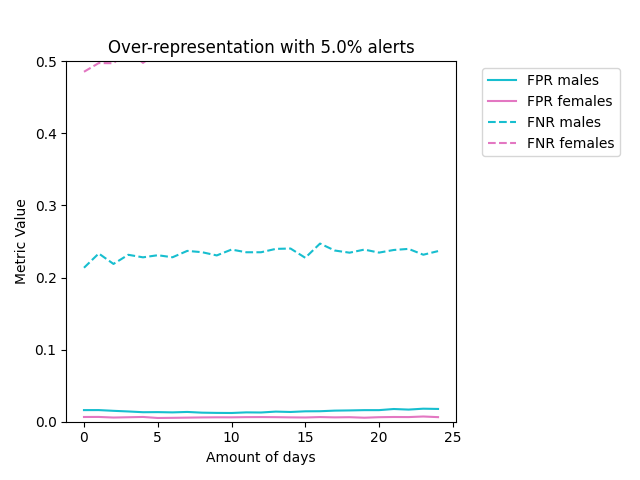 Over-representation with 5.0% alerts
0.5
0.4
0.3
0.2
0.1
0.0
Metric Value
0 5 10 15 20 25
Amount of days
FPR males
FPR females
FNR males
FNR females